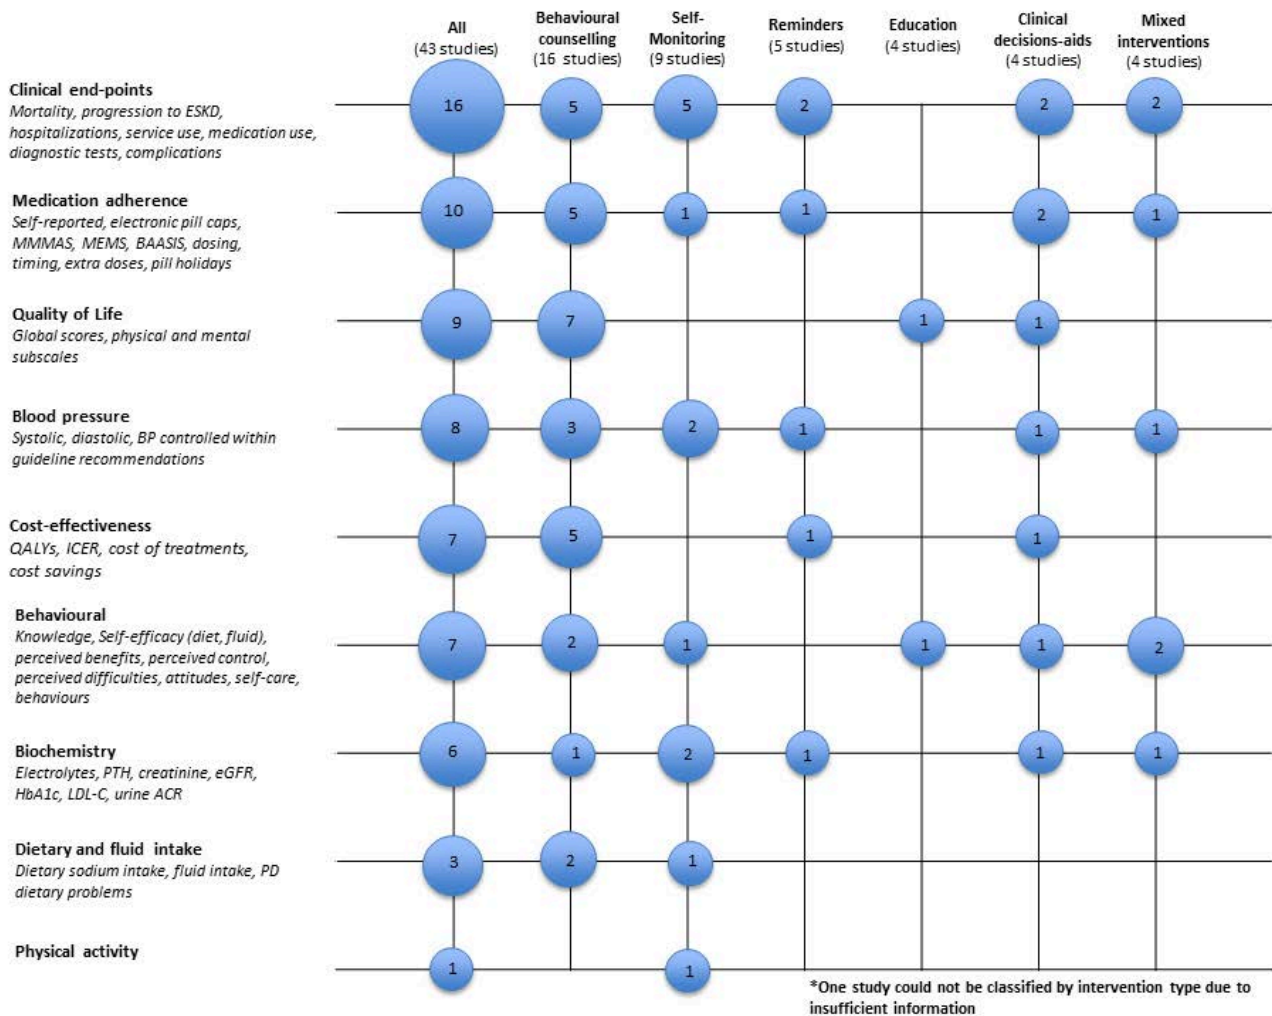 All
(43 studies)
Behavioural
counselling
(16 studies)
Self-
Monitoring
(9 studies)
Reminders
(5 studies)
Education
(4 studies)
Clinical
decisions-aids
(4 studies)
Mixed
interventions
(4 studies)
Clinical end-points
Mortality, progression to ESKD,
hospitalizations, service use, medication use,
diagnostic tests, complications
16 5 5 2 2 2
Medication adherence
Self-reported, electronic pill caps,
MMMAS, MEMS, BAASIS, dosing,
timing, extra doses, pill holidays
10 5 1 1 2 1
Quality of Life
Global scores, physical and mental
subscales
9 7 1 1
Blood pressure
Systolic, diastolic, BP controlled within
guideline recommendations
8 3 2 1 1 1
Cost-effectiveness
QALYs, ICER, cost of treatments,
cost savings
7 5 1 1
Behavioural
Knowledge, Self-efficacy (diet, fluid),
perceived benefits, perceived control,
perceived difficulties, attitudes, self-care,
behaviours
7 2 1 1 1 2
Biochemistry
Electrolytes, PTH, creatinine, eGFR,
HbA1c, LDL-C, urine ACR
6 1 2 1 1 1
Dietary and fluid intake
Dietary sodium intake, fluid intake, PD
dietary problems
3 2 1
Physical activity
1 1
*One study could not be classified by intervention type due to
insufficient information